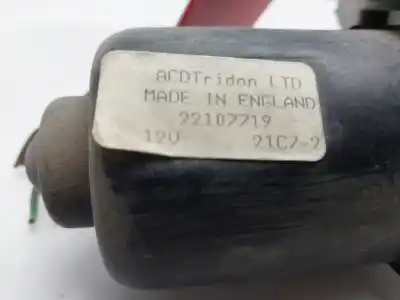 ACDTridon LTD
MADE IN ENGLAND
22107719
12V 21C7-2